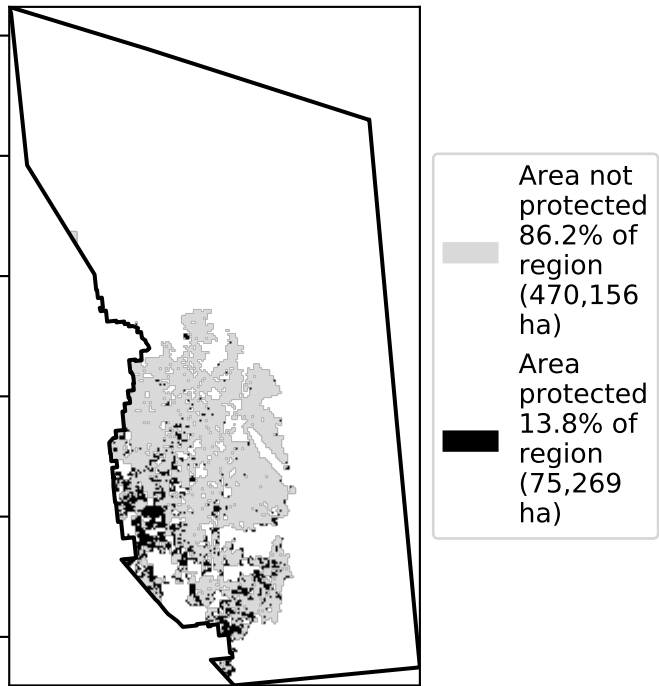 Area not
protected
86.2% of
region
(470,156
ha)
Area
protected
13.8% of
region
(75,269
ha)